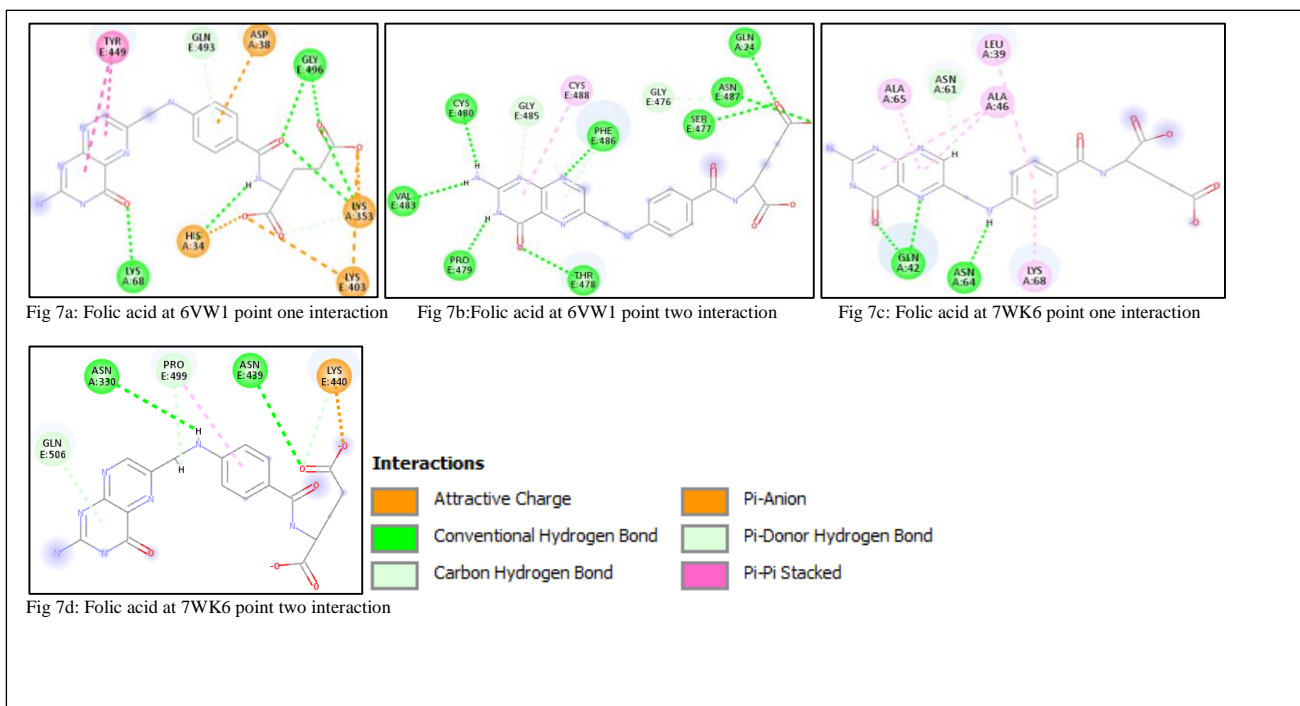 TYR
E:449
GLN
E:493
ASP
A:38
GLY
E:496
LYS
A:353
HIS
A:34
LYS
E:403
LYS
A:68
N
N
N
N
N
N
O
O
N
H
O
O
O
O
Fig 7a: Folic acid at 6VW1 point one interaction
GLN
A:24
CYS
E:480
GLY
E:485
CYS
E:488
GLY
E:476
ASN
E:487
SER
E:477
PHE
E:486
VAL
E:483
PRO
E:479
THR
E:478
H
N
H
N
N
H
N
N
N
O
N
O
N
O
O
O
O
Fig 7b:Folic acid at 6VW1 point two interaction
LEU
A:39
ASN
A:61
ALA
A:65
ALA
A:46
GLN
A:42
ASN
A:64
LYS
A:68
N
N
N
N
N
N
O
H
N
H
O
N
O
O
O
O
Fig 7c: Folic acid at 7WK6 point one interaction
ASN
A:330
PRO
E:499
ASN
E:439
LYS
E:440
GLN
E:506
H
N
H
N
N
N
N
N
NH
O
O
N
O
O-
O-
O
Fig 7d: Folic acid at 7WK6 point two interaction
Interactions
Attractive Charge
Conventional Hydrogen Bond
Carbon Hydrogen Bond
Pi-Anion
Pi-Donor Hydrogen Bond
Pi-Pi Stacked